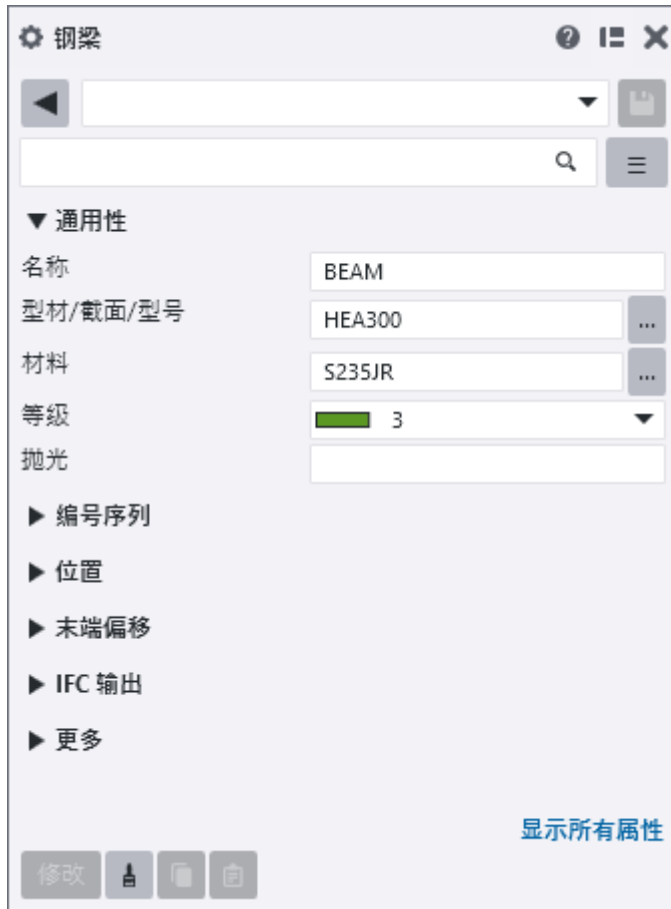 钢梁
通用性
名称 BEAM
型材/截面/型号 HEA300 ...
材料 S235JR ...
等级 3
抛光
编号序列
位置
末端偏移
IFC 输出
更多
显示所有属性
修改